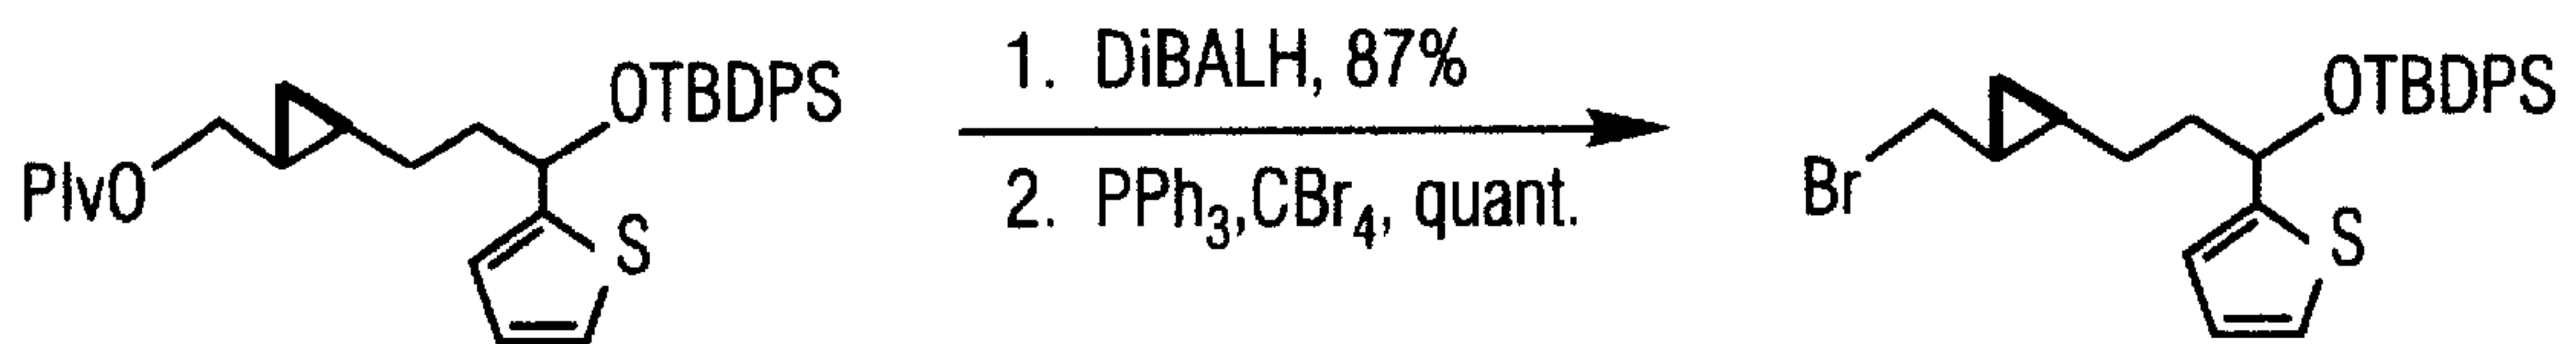 1. DiBALH, 87%
OTBDPS
OTBDPS
PIvO
2. PPh3,CBr4, quant.
Br
S
S